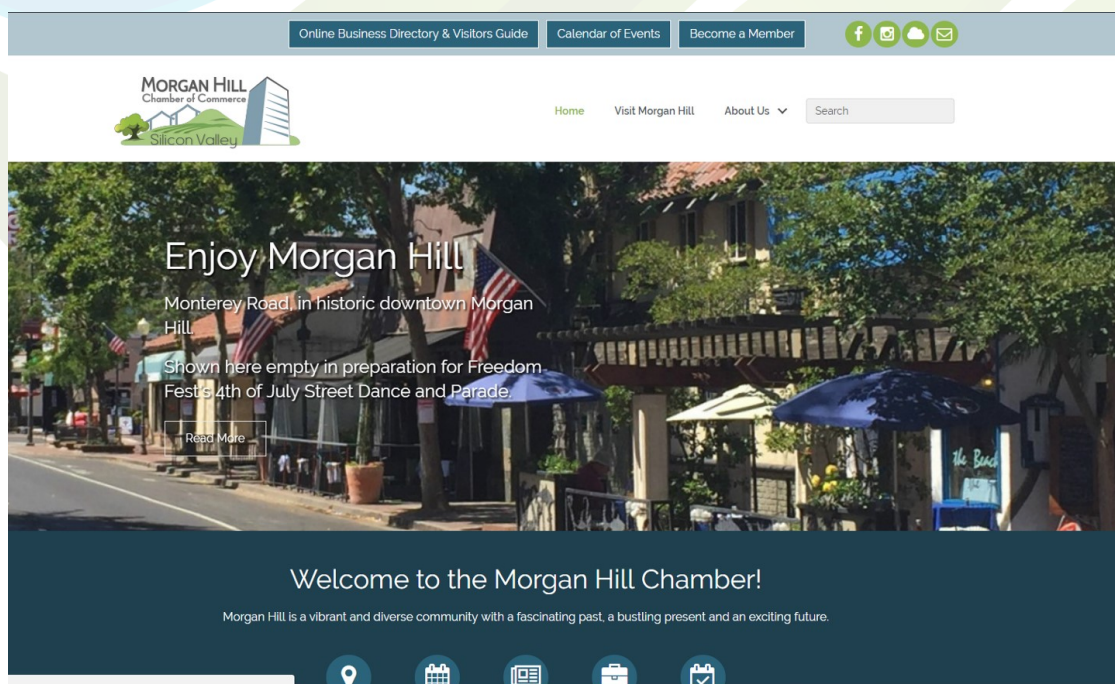 Online Business Directory & Visitors Guide
Calendar of Events
Become a Member
MORGAN HILL
Chamber of Commerce
Silicon Valley
Home
Visit Morgan Hill
About Us
Search
Enjoy Morgan Hill
Monterey Road, in historic downtown Morgan
Hill.
Shown here empty in preparation for Freedom
Fest's 4th of July Street Dance and Parade.
Read More
the Beach
Welcome to the Morgan Hill Chamber!
Morgan Hill is a vibrant and diverse community with a fascinating past, a bustling present and an exciting future.